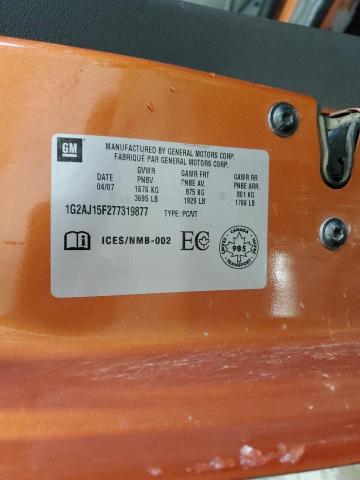 GM
MANUFACTURED BY GENERAL MOTORS CORP.
FABRIQUÉ PAR GENERAL MOTORS CORP.
GVWR GAWR FRT GAWR RR
DATE PNBV PNBE AV. PNBE ARR.
04/07 1676 KG 875 KG 801 KG
3695 LB 1929 LB 1766 LB
1G2AJ15F277319877 TYPE: PC/VT
ICES/NMB-002 EC
CANADA
985
TRANSPORT